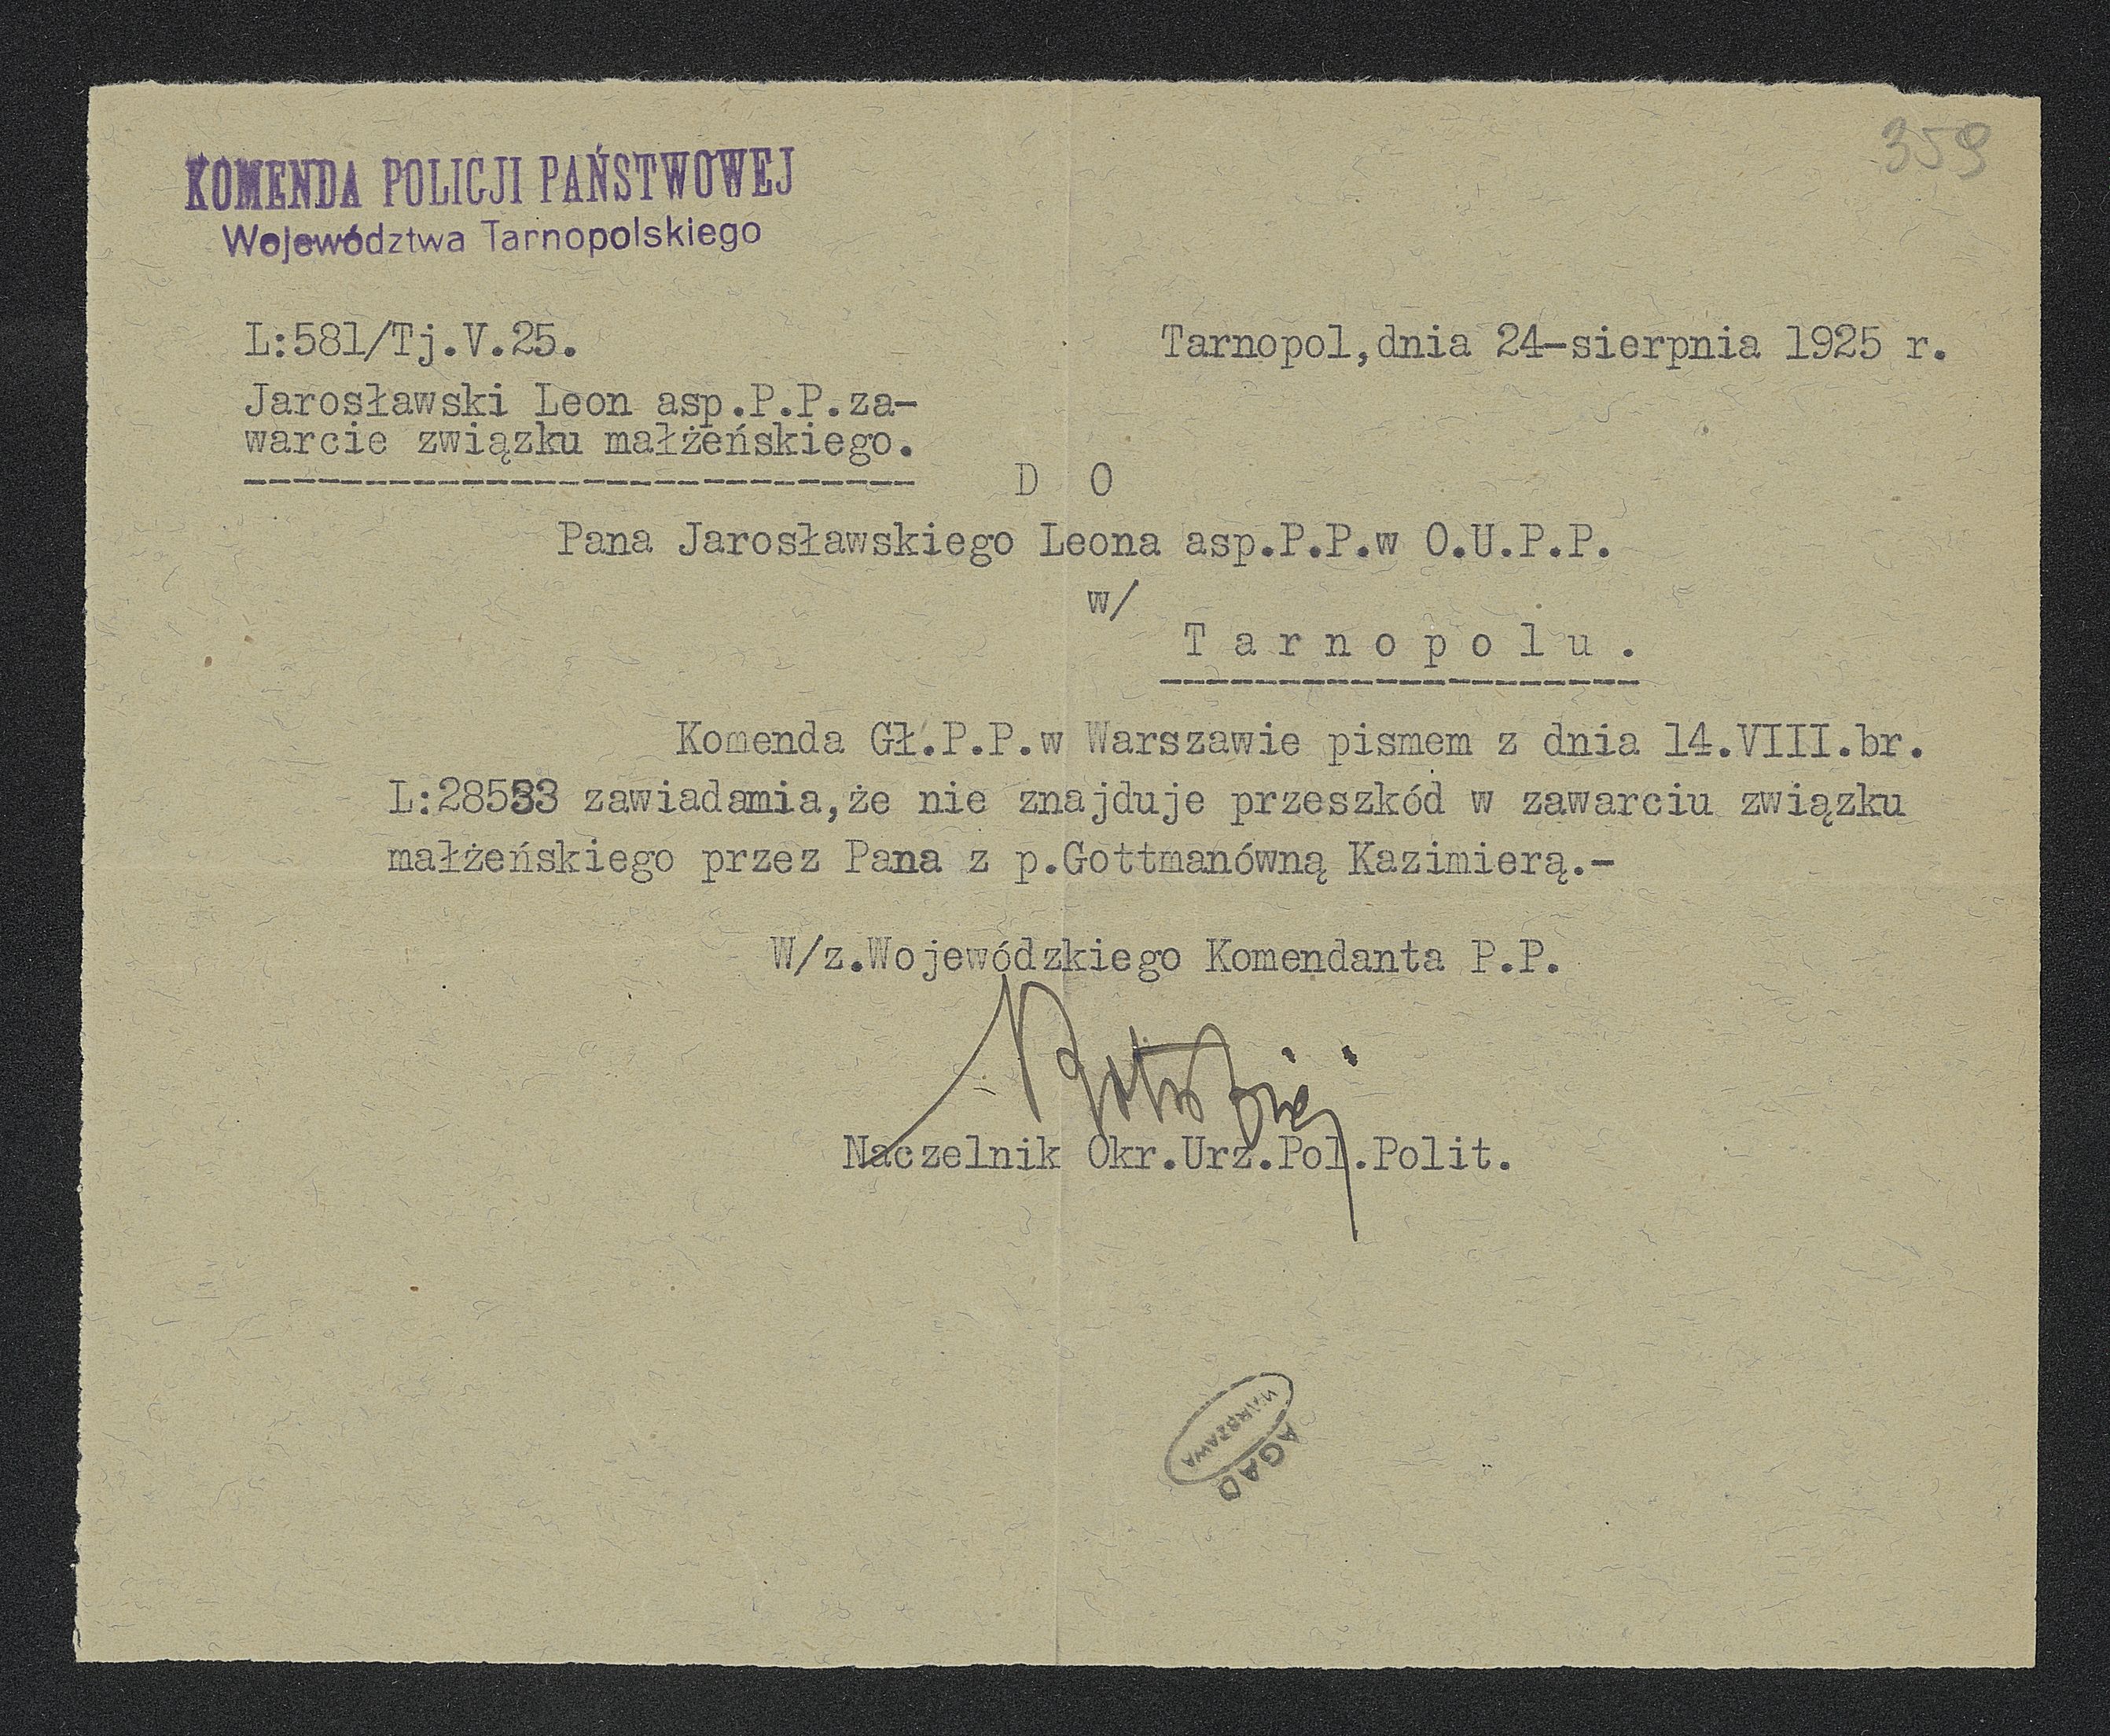 359
KOMENDA POLICJI PAŃSTWOWEJ
Województwa Tarnopolskiego
L:581/Tj.V.25.
Tarnopol,dnia 24-sierpnia 1925 r.
Jarosławski Leon asp.P.P.za-
warcie związku małżeńskiego.
D O
Pana Jarosławskiego Leona asp.P.P.w O.U.P.P.
w/
Tarnopolu.
Komenda Gł.P.P.w Warszawie pismem z dnia 14.VIII.br.
L:28533 zawiadamia,że nie znajduje przeszkód w zawarciu związku
małżeńskiego przez Pana z p.Gottmanówną Kazimierą.-
W/z.Wojewódzkiego Komendanta P.P.
Naczelnik Okr.Urz.Pol.Polit.
AGAD
WARSZAWA